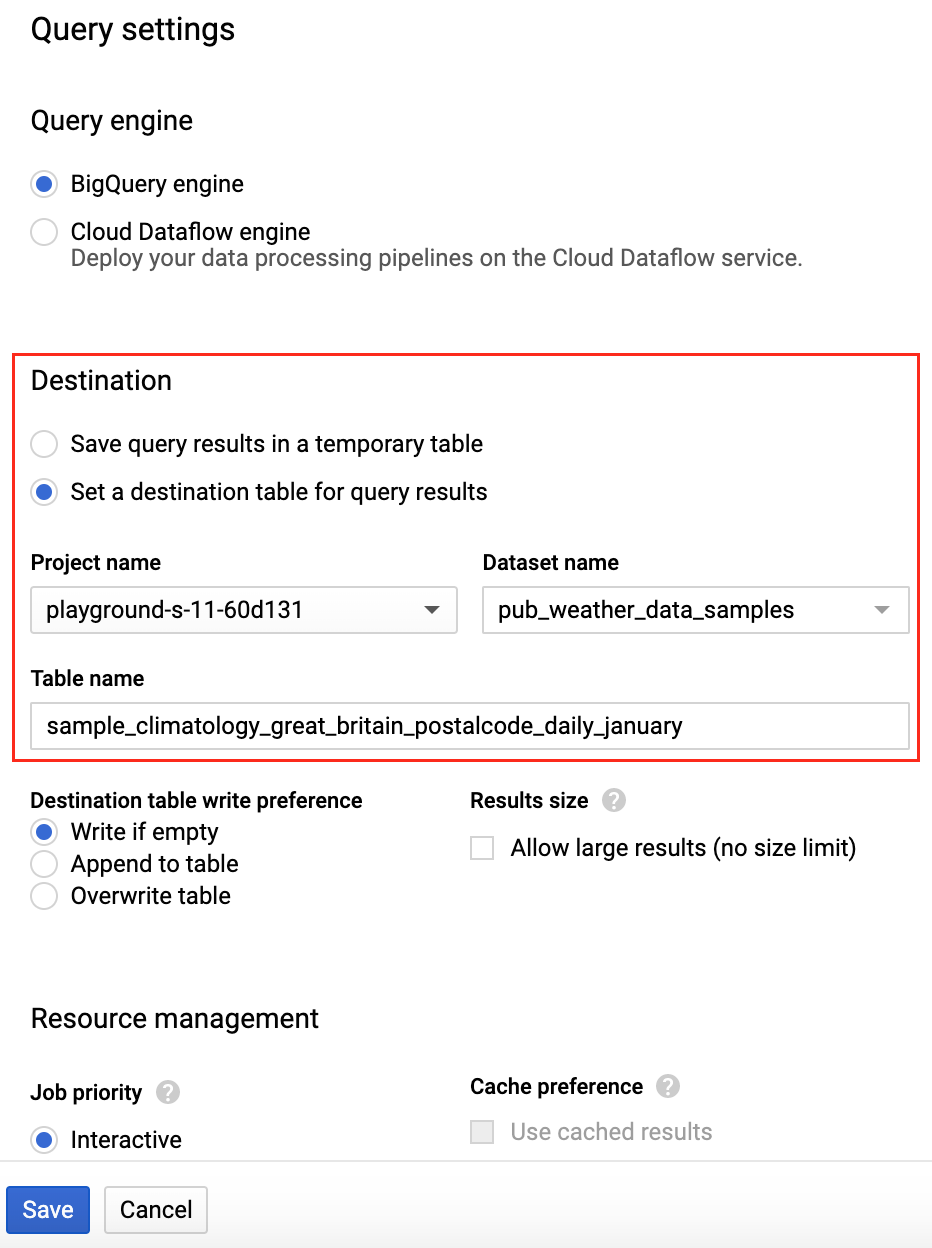 Query settings
Query engine
BigQuery engine
Cloud Dataflow engine
Deploy your data processing pipelines on the Cloud Dataflow service.
Destination
Save query results in a temporary table
Set a destination table for query results
Project name
Dataset name
playground-s-11-60d131
pub_weather_data_samples
Table name
sample_climatology_great_britain_postalcode_daily_january
Destination table write preference
Write if empty
Append to table
Overwrite table
Results size ?
Allow large results (no size limit)
Resource management
Job priority ?
Interactive
Cache preference ?
Use cached results
Save
Cancel